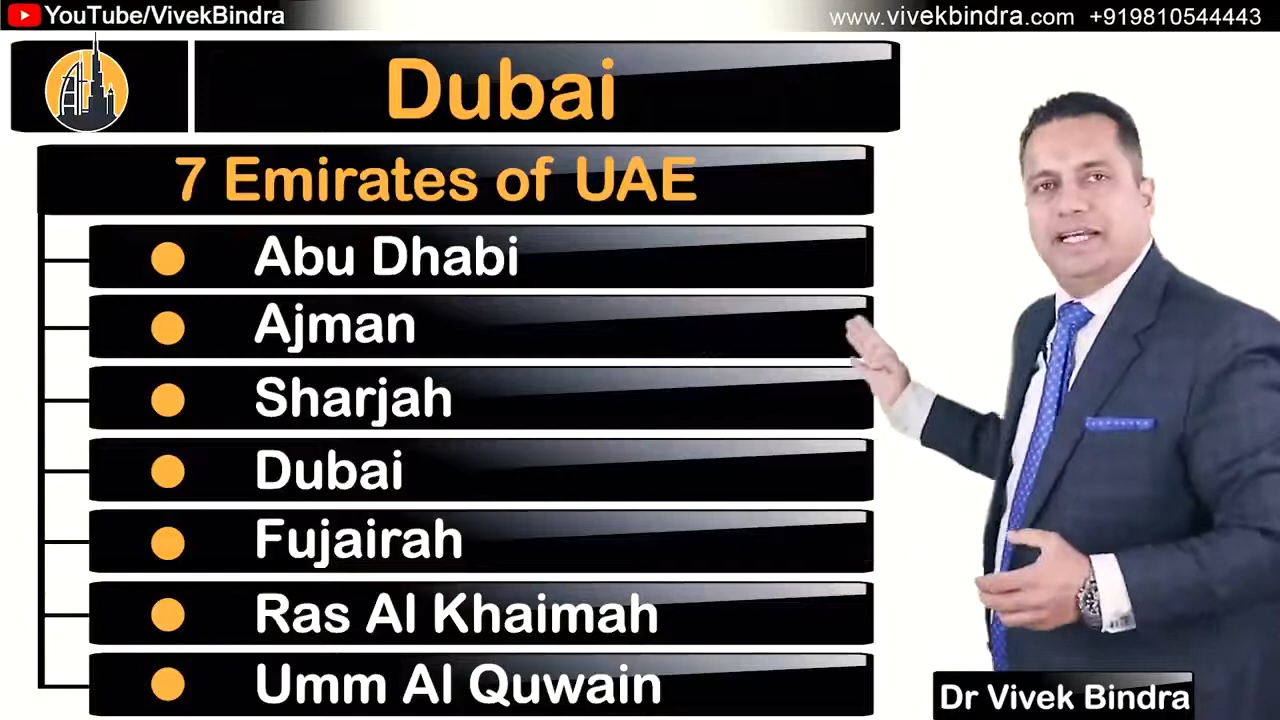 YouTube/VivekBindra
www.vivekbindra.com +919810544443
Dubai
7 Emirates of UAE
Abu Dhabi
Ajman
Sharjah
Dubai
Fujairah
Ras Al Khaimah
Umm Al Quwain
Dr Vivek Bindra